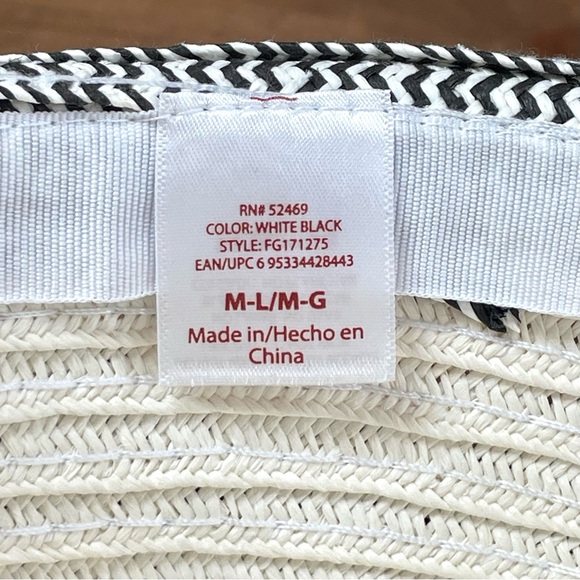 RN# 52469
COLOR: WHITE BLACK
STYLE: FG171275
EAN/UPC 6 95334428443
M-L/M-G
Made in/Hecho en
China